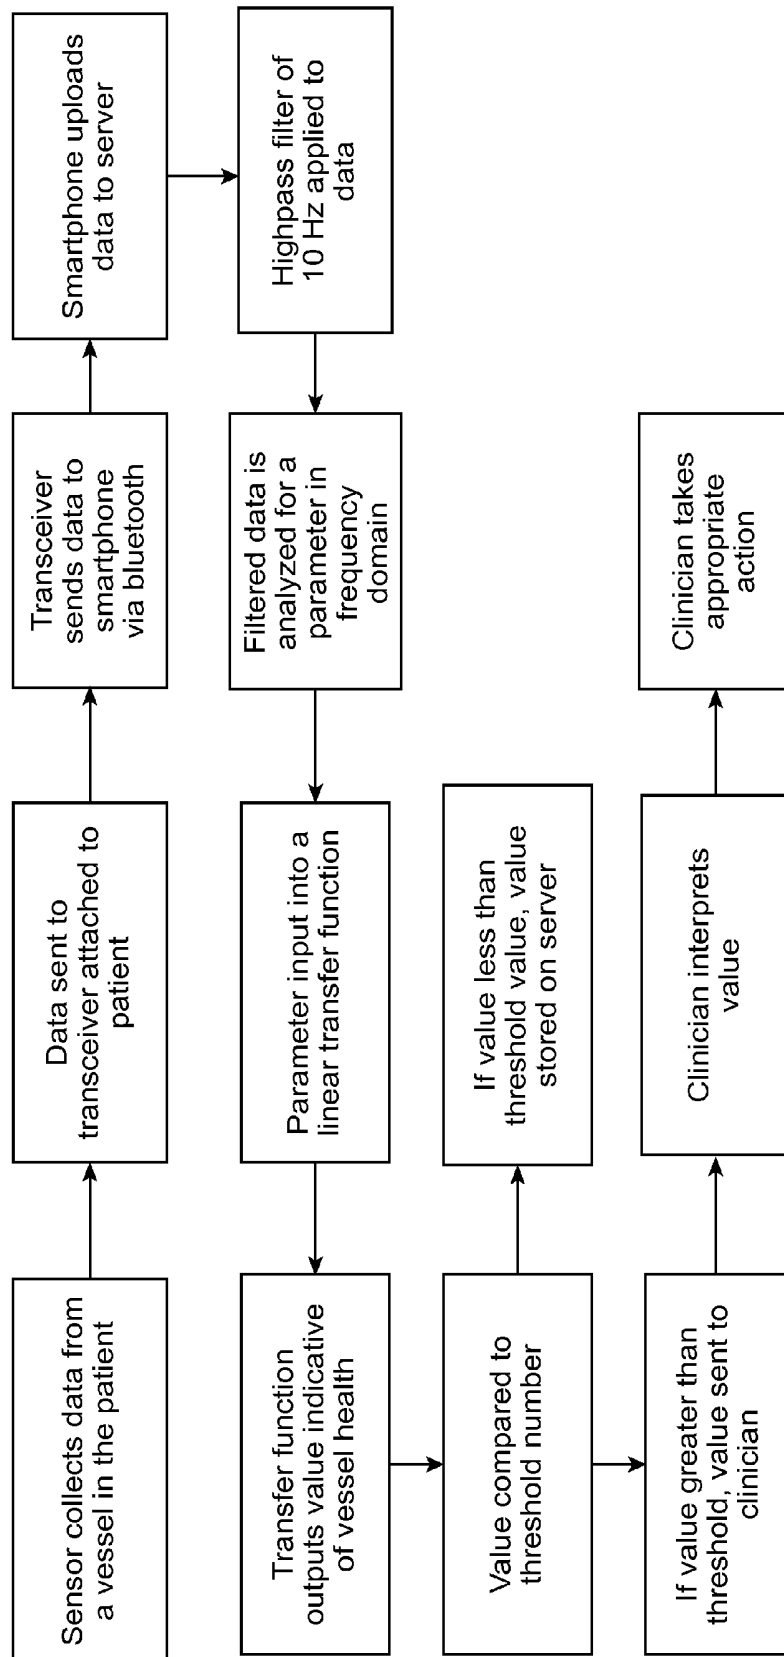 Sensor collects data from
a vessel in the patient
Data sent to
transceiver attached to
patient
Transceiver
sends data to
smartphone
via bluetooth
Smartphone uploads
data to server
Highpass filter of
10 Hz applied to
data
Filtered data is
analyzed for a
parameter in
frequency
domain
Parameter input into a
linear transfer function
Transfer function
outputs value indicative
of vessel health
Value compared to
threshold number
If value less than
threshold value, value
stored on server
If value greater than
threshold, value sent to
clinician
Clinician interprets
value
Clinician takes
appropriate
action